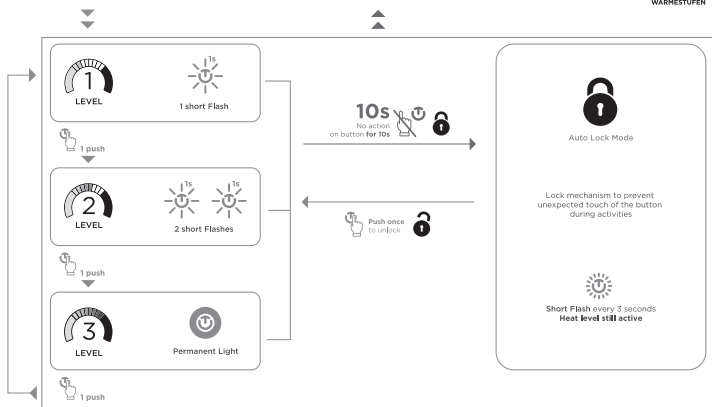 WÄRMESTUFEN
1
LEVEL
1s
1 short Flash
1 push
2
LEVEL
1s 1s
2 short Flashes
1 push
3
LEVEL
Permanent Light
1 push
10s
No action
on button for 10s
Push once
to unlock
Auto Lock Mode
Lock mechanism to prevent
unexpected touch of the button
during activities
Short Flash every 3 seconds
Heat level still active